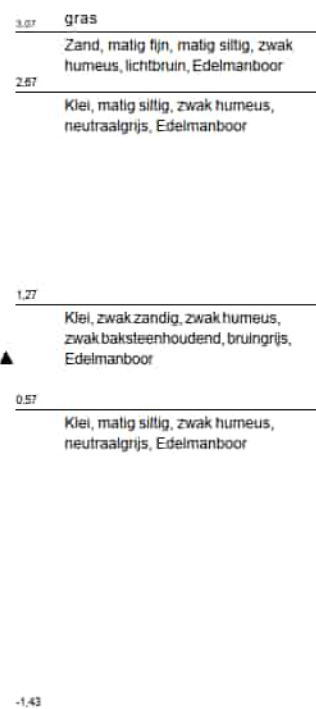 3,07 gras
Zand, matig fijn, matig siltig, zwak
humeus, lichtbruin, Edelmanboor
2,67
Klei, matig siltig, zwak humeus,
neutraalgrijs, Edelmanboor
1,27
Klei, zwak zandig, zwak humeus,
zwak baksteenhoudend, bruingrijs,
Edelmanboor
0,57
Klei, matig siltig, zwak humeus,
neutraalgrijs, Edelmanboor
-1,43